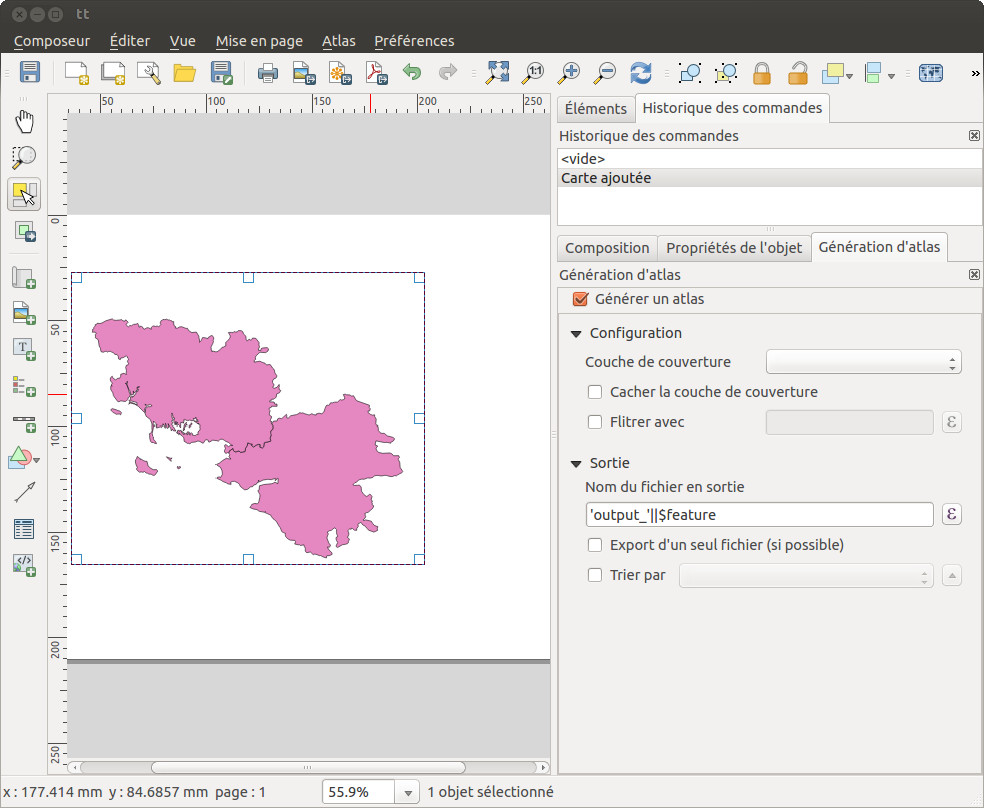 tt
Composeur Éditer Vue Mise en page Atlas Préférences
1:1
»
50 100 150 200 250
0
50
100
150
200
250
T
Éléments Historique des commandes
Historique des commandes
<vide>
Carte ajoutée
Composition Propriétés de l'objet Génération d'atlas
Génération d'atlas
Générer un atlas
Configuration
Couche de couverture
Cacher la couche de couverture
Flitrer avec
ε
Sortie
Nom du fichier en sortie
'output_'||$feature
ε
Export d'un seul fichier (si possible)
Trier par
x : 177.414 mm y : 84.6857 mm page : 1 55.9% 1 objet sélectionné